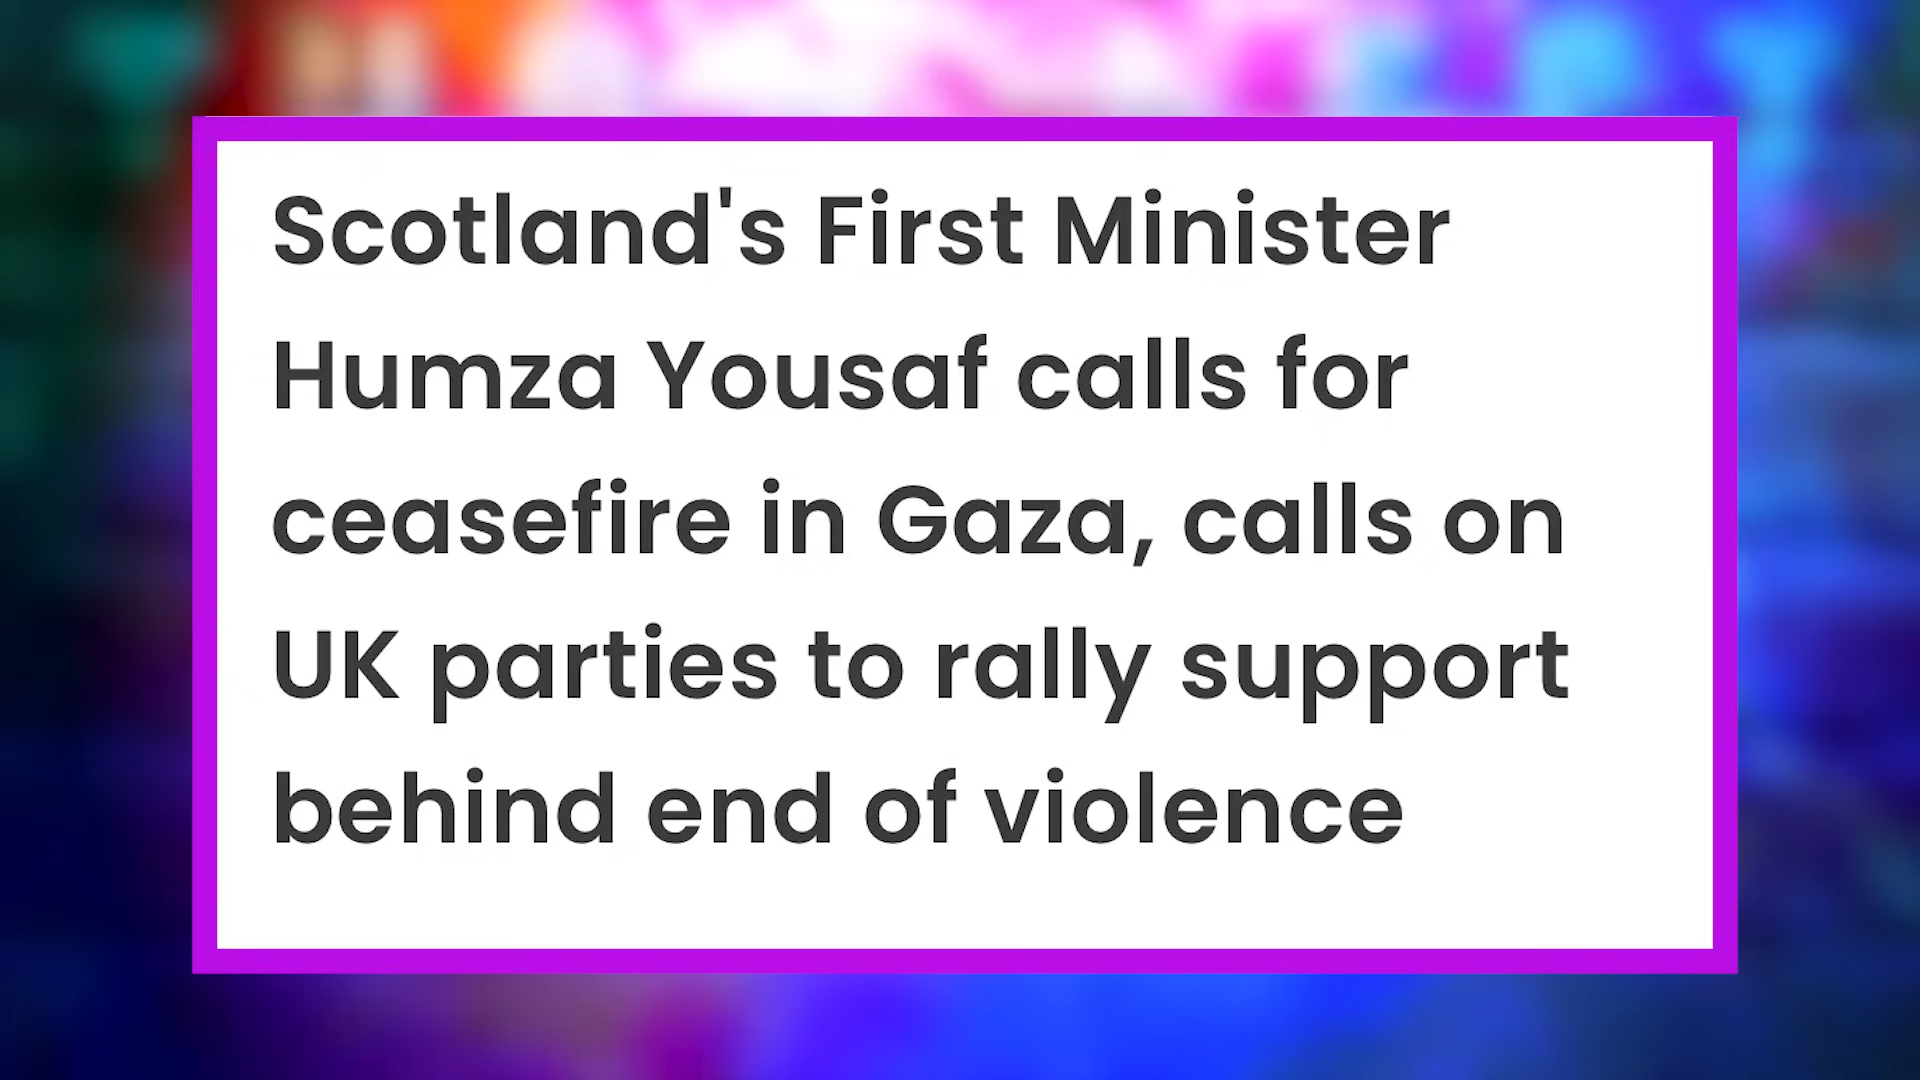 Scotland's First Minister
Humza Yousaf calls for
ceasefire in Gaza, calls on
UK parties to rally support
behind end of violence